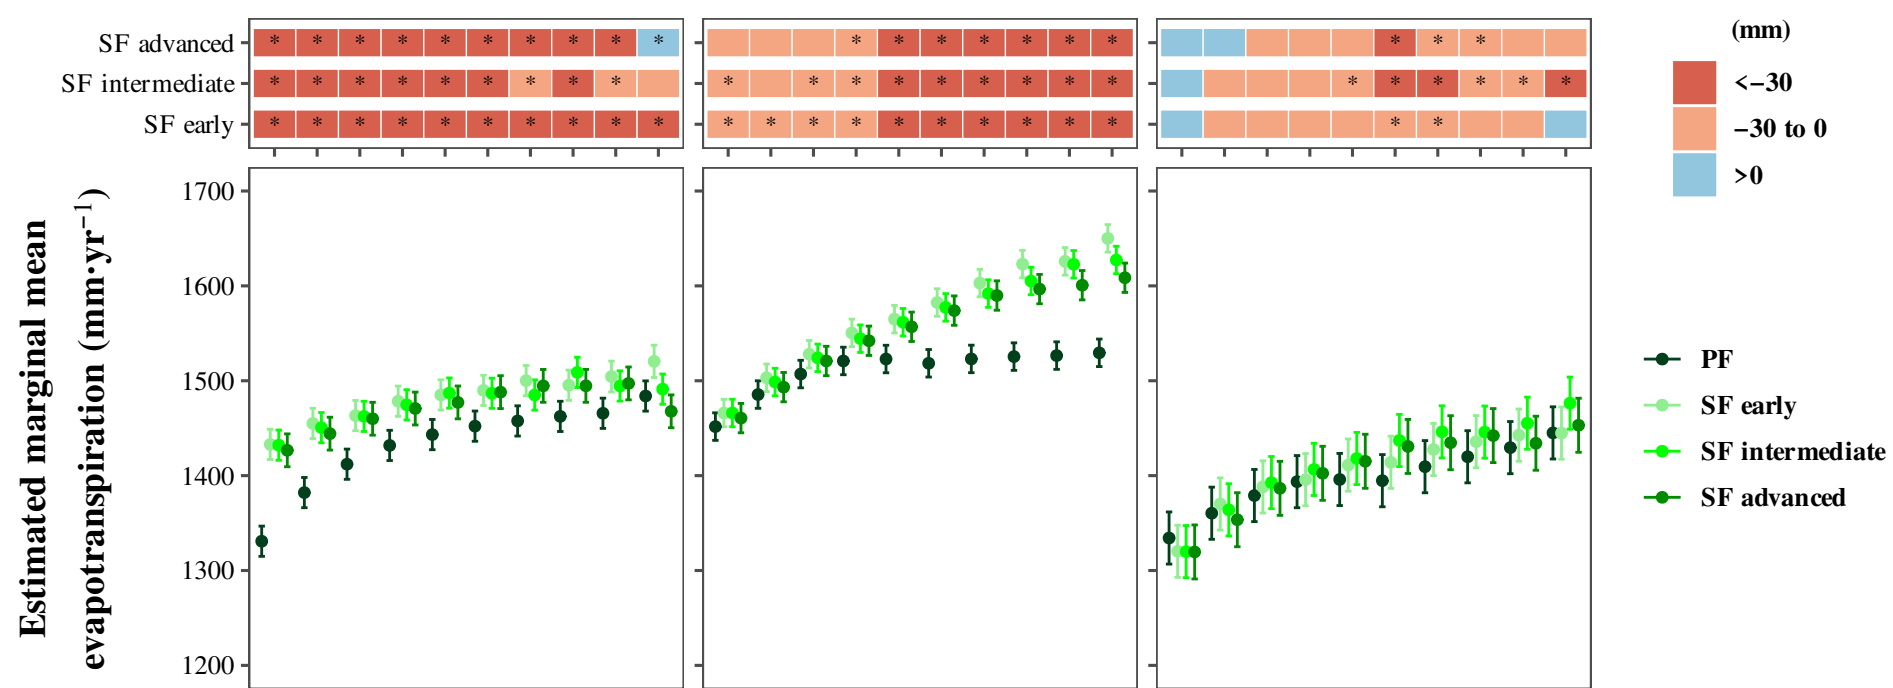 SF advanced * * * * * * * * * * * * * * * * * * * *
SF intermediate * * * * * * * * * * * * * * * * * * * * * * * *
SF early * * * * * * * * * * * * * * * * * * * * * *
(mm)
<−30
−30 to 0
>0
Estimated marginal mean
evapotranspiration (mm·yr⁻¹)
1700
1600
1500
1400
1300
1200
PF
SF early
SF intermediate
SF advanced